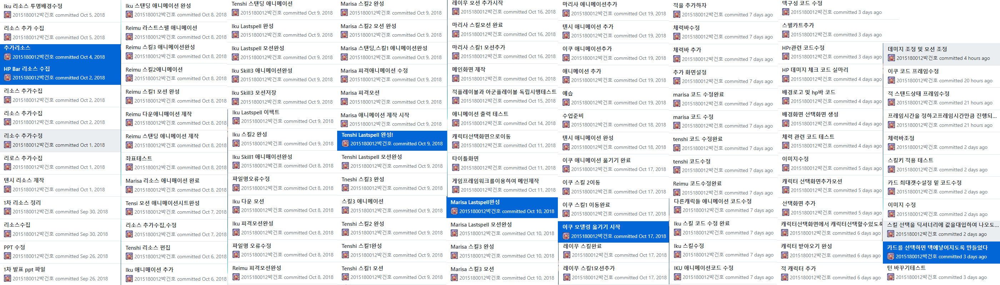 Iku 리소스 투명배경수정
2015180012박건호 committed Oct 5, 2018
리소스 추가 수집
2015180012박건호 committed Oct 5, 2018
추가리소스
2015180012박건호 committed Oct 4, 2018
HP Bar 리소스 수집
2015180012박건호 committed Oct 2, 2018
리소스 추가수집
2015180012박건호 committed Oct 2, 2018
리소스 추가수집
2015180012박건호 committed Oct 2, 2018
리소수 추가수정
2015180012박건호 committed Oct 1, 2018
리로스 추가수집
2015180012박건호 committed Oct 1, 2018
텐시 리소스 제작
2015180012박건호 committed Oct 1, 2018
1차 리소스 정리
2015180012박건호 committed Sep 30, 2018
리소스수집
2015180012박건호 committed Sep 30, 2018
PPT 수정
2015180012박건호 committed Sep 26, 2018
1차 발표 ppt 파일
2015180012박건호 committed Sep 26, 2018
Iku 스탠딩 애니메이션 완성
2015180012박건호 committed Oct 8, 2018
Reimu 라스트스펠 애니메이션
2015180012박건호 committed Oct 8, 2018
Reimu 스킬3 애니메이션완성
2015180012박건호 committed Oct 8, 2018
Reimu 스킬2애니메이션
2015180012박건호 committed Oct 8, 2018
Reimu 스킬1 모션 완성
2015180012박건호 committed Oct 8, 2018
Reimu 다운애니매이션 제작
2015180012박건호 committed Oct 8, 2018
Reimu 스탠딩 애니메이션 제작
2015180012박건호 committed Oct 8, 2018
좌표테스트
2015180012박건호 committed Oct 8, 2018
Marisa 리소스 애니매이션 완료
2015180012박건호 committed Oct 8, 2018
Tensi 모션 애니매이션시트완성
2015180012박건호 committed Oct 7, 2018
리소스 추가수집,수정
2015180012박건호 committed Oct 7, 2018
Tenshi 리소스 편집
2015180012박건호 committed Oct 6, 2018
Iku 애니매이션 추가
2015180012박건호 committed Oct 6, 2018
Tenshi 스탠딩 애니메이션
2015180012박건호 committed Oct 9, 2018
Iku Lastspell 완성
2015180012박건호 committed Oct 9, 2018
Iku Lastspell 모션완성
2015180012박건호 committed Oct 9, 2018
Iku Skill3 애니메이션완성
2015180012박건호 committed Oct 9, 2018
Iku Skill3 모션저장
2015180012박건호 committed Oct 9, 2018
Iku Lastspell 이펙트
2015180012박건호 committed Oct 9, 2018
Iku 스킬2 완성
2015180012박건호 committed Oct 9, 2018
Iku Skill1 애니매이션완성
2015180012박건호 committed Oct 8, 2018
파일명오류수정
2015180012박건호 committed Oct 8, 2018
Iku 다운 모션
2015180012박건호 committed Oct 8, 2018
Iku 피격모션완성
2015180012박건호 committed Oct 8, 2018
파일명 오류수정
2015180012박건호 committed Oct 8, 2018
Reimu 피격모션완성
2015180012박건호 committed Oct 8, 2018
Marisa 스킬2 완성
2015180012박건호 committed Oct 9, 2018
Marisa 스킬2 모션 완성
2015180012박건호 committed Oct 9, 2018
Marisa 스탠딩,스킬1 애니메이션완성
2015180012박건호 committed Oct 9, 2018
Marisa 피격애니메이션 수정
2015180012박건호 committed Oct 9, 2018
Marisa 피격모션
2015180012박건호 committed Oct 9, 2018
Marisa 애니메이션 제작 시작
2015180012박건호 committed Oct 9, 2018
Tenshi Lastspell 완성!
2015180012박건호 committed Oct 9, 2018
Tenshi Lastspell 모션완성
2015180012박건호 committed Oct 9, 2018
Tneshi 스킬3 완성
2015180012박건호 committed Oct 9, 2018
스킬3 애니메이션
2015180012박건호 committed Oct 9, 2018
Tenshi 스킬2 완성
2015180012박건호 committed Oct 9, 2018
Tenshi 스킬1완성
2015180012박건호 committed Oct 9, 2018
Tenshi 스킬1 모션
2015180012박건호 committed Oct 9, 2018
레이무 모션 추가시작
2015180012박건호 committed Oct 16, 2018
마리사 스킬모션 완료
2015180012박건호 committed Oct 16, 2018
마리사 스킬1 모션추가
2015180012박건호 committed Oct 16, 2018
메인화면 제작
2015180012박건호 committed Oct 16, 2018
적플레이볼과 아군플레이볼 독립시행테스트
2015180012박건호 committed Oct 15, 2018
애니메이션 출력 테스트
2015180012박건호 committed Oct 14, 2018
캐릭터선택화면으로이동
2015180012박건호 committed Oct 11, 2018
타이틀화면
2015180012박건호 committed Oct 11, 2018
게임프레임워크를이용하여 메인제작
2015180012박건호 committed Oct 11, 2018
Marisa Lastspell완성
2015180012박건호 committed Oct 10, 2018
Marisa Lastspell 모션완성
2015180012박건호 committed Oct 10, 2018
Marisa 스킬3 완성
2015180012박건호 committed Oct 10, 2018
Marisa 스킬3 모션
2015180012박건호 committed Oct 10, 2018
마리사 애니메이션추가
2015180012박건호 committed Oct 19, 2018
텐시 애니메이션 추가
2015180012박건호 committed Oct 19, 2018
이쿠 애니메이션추가
2015180012박건호 committed Oct 19, 2018
애니메이션 추가
2015180012박건호 committed Oct 19, 2018
예습
2015180012박건호 committed Oct 19, 2018
수업준비
2015180012박건호 committed Oct 18, 2018
텐시 애니메이션 완성
2015180012박건호 committed Oct 18, 2018
이쿠 애니메이션 옮기기 완료
2015180012박건호 committed Oct 17, 2018
이쿠 스킬 2이동
2015180012박건호 committed Oct 17, 2018
이쿠 스킬1 이동완료
2015180012박건호 committed Oct 17, 2018
이쿠 모델링 옮기기 시작
2015180012박건호 committed Oct 17, 2018
레이무 스킬완료
2015180012박건호 committed Oct 17, 2018
레이무 스킬1모션추가
2015180012박건호 committed Oct 17, 2018
적을 추가하자
2015180012박건호 committed 7 days ago
체력바수정
2015180012박건호 committed 7 days ago
체력바 추가
2015180012박건호 committed 7 days ago
추가 화면설정
2015180012박건호 committed 7 days ago
marisa 코드 수정완료
2015180012박건호 committed 7 days ago
marisa 코드 수정
2015180012박건호 committed 7 days ago
tenshi 코드 수정완료
2015180012박건호 committed 7 days ago
tenshi 코드수정
2015180012박건호 committed 7 days ago
Reimu 코드수정완료
2015180012박건호 committed 7 days ago
다른캐릭들 애니메이션 코드수정
2015180012박건호 committed 7 days ago
Iku 스킬 코드 수정 완료
2015180012박건호 committed 7 days ago
Iku 스킬수정
2015180012박건호 committed 7 days ago
IKU 애니메이션코드 수정
2015180012박건호 committed 7 days ago
덱구성 코드 수정
2015180012박건호 committed 3 days ago
스펠카트추가
2015180012박건호 committed 3 days ago
HPr관련 코드수정
2015180012박건호 committed 3 days ago
HP 데미지 체크 코드 실마리
2015180012박건호 committed 4 days ago
배경로고 및 hp바 코드
2015180012박건호 committed 4 days ago
배경화면 선택화면 생성
2015180012박건호 committed 4 days ago
체력 관련 코드 테스트
2015180012박건호 committed 4 days ago
이미지수정
2015180012박건호 committed 5 days ago
캐릭터 선택화면추가모션
2015180012박건호 committed 5 days ago
선택화면 추가
2015180012박건호 committed 5 days ago
캐릭터선택화면에서 캐릭터선택할수있도록
2015180012박건호 committed 6 days ago
캐릭터 받아오기 완성
2015180012박건호 committed 6 days ago
적 캐릭터 추가
2015180012박건호 committed 6 days ago
데미지 조정 및 모션 조정
2015180012박건호 committed 4 hours ago
이쿠 코드 프레임수정
2015180012박건호 committed 20 hours ago
적 스탠드상태 프레임수정
2015180012박건호 committed 21 hours ago
프레임시간을 정하고프레임시간만큼 진행되...
2015180012박건호 committed 21 hours ago
체력바조정
2015180012박건호 committed 2 days ago
스킬키 적용 테스트
2015180012박건호 committed 2 days ago
카드 최대갯수설정 밑 코드수정
2015180012박건호 committed 2 days ago
이미지 수정
2015180012박건호 committed 2 days ago
스킬 선택을 딕셔너리에 값을대입하여 나오도...
2015180012박건호 committed 2 days ago
카드를 선택하면 덱에넣어지도록 만들었다
2015180012박건호 committed 3 days ago
턴 바꾸기테스트
2015180012박건호 committed 3 days ago